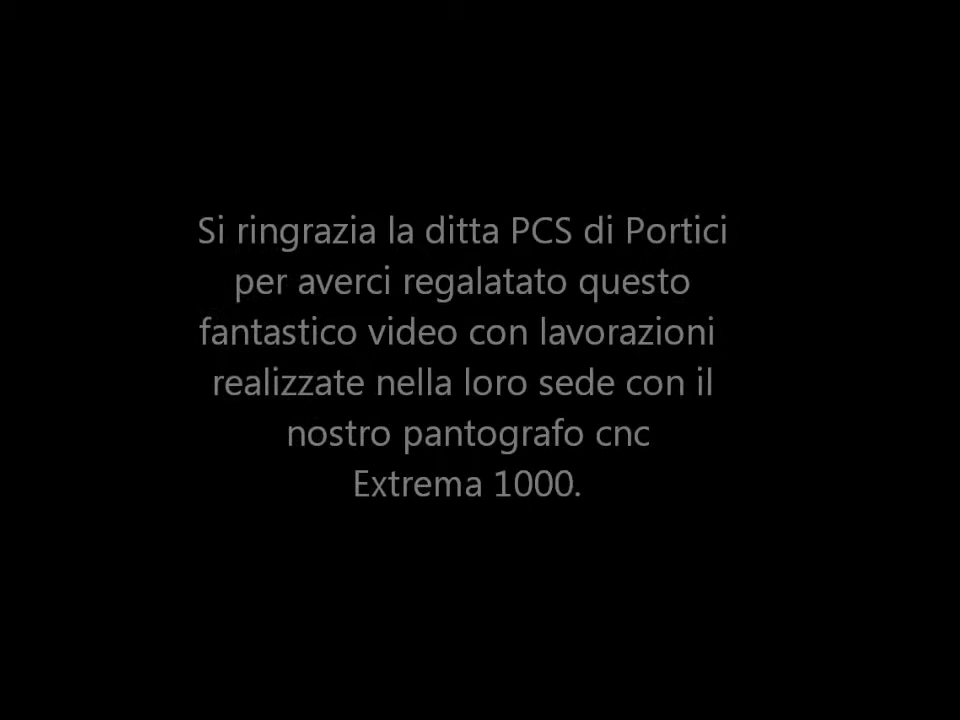 Si ringrazia la ditta PCS di Portici
per averci regalatato questo
fantastico video con lavorazioni
realizzate nella loro sede con il
nostro pantografo cnc
Extrema 1000.